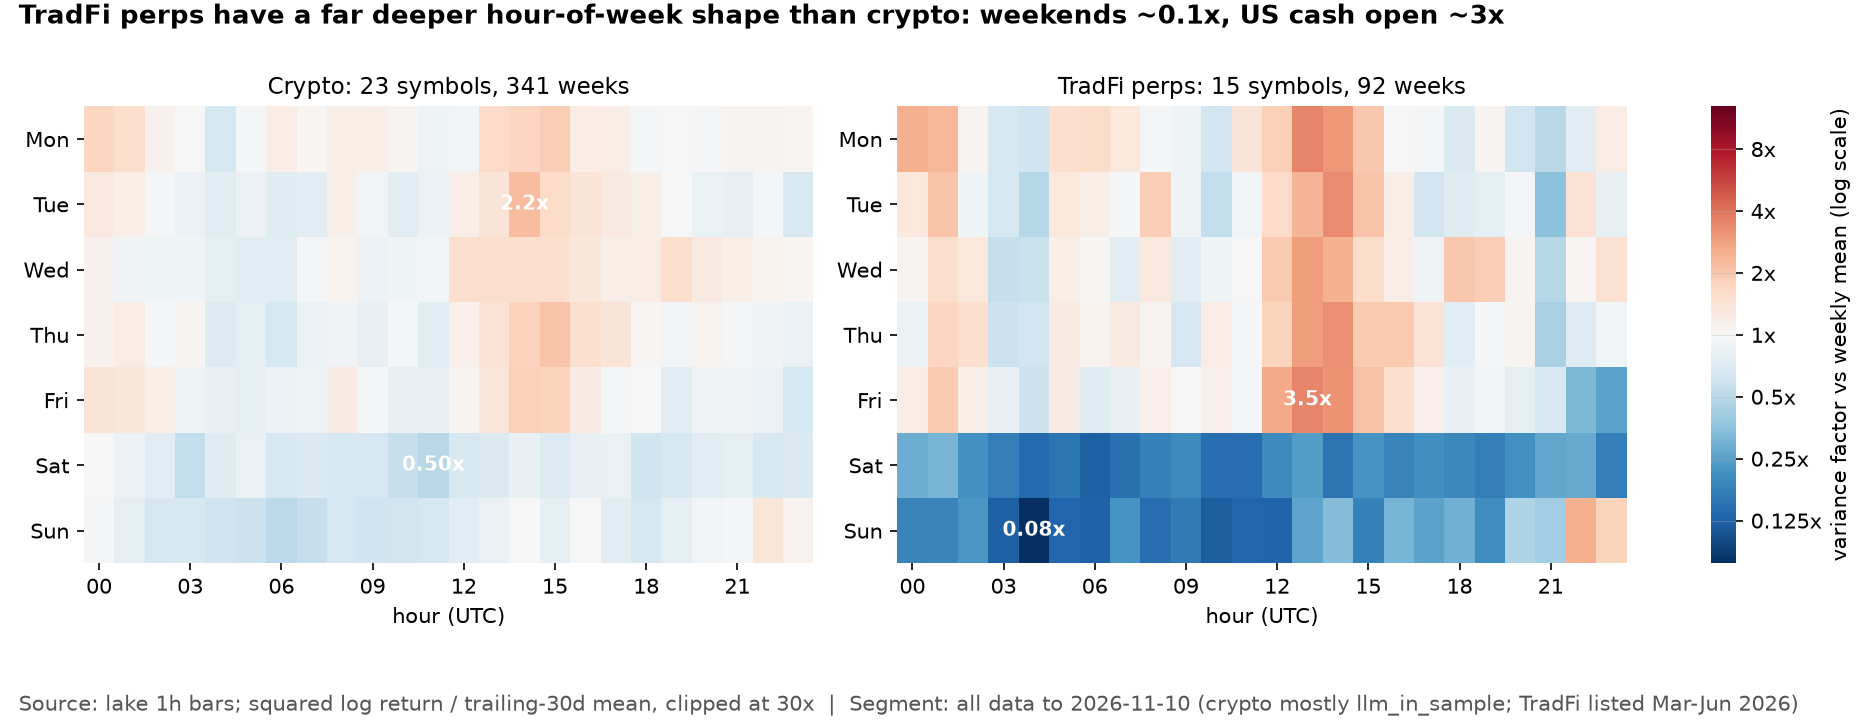 TradFi perps have a far deeper hour-of-week shape than crypto: weekends ~0.1x, US cash open ~3x
Crypto: 23 symbols, 341 weeks
Mon
Tue
Wed
Thu
Fri
Sat
Sun
2.2x
0.50x
00 03 06 09 12 15 18 21
hour (UTC)
TradFi perps: 15 symbols, 92 weeks
Mon
Tue
Wed
Thu
Fri
Sat
Sun
3.5x
0.08x
00 03 06 09 12 15 18 21
hour (UTC)
8x
4x
2x
1x
0.5x
0.25x
0.125x
variance factor vs weekly mean (log scale)
Source: lake 1h bars; squared log return / trailing-30d mean, clipped at 30x | Segment: all data to 2026-11-10 (crypto mostly llm_in_sample; TradFi listed Mar-Jun 2026)